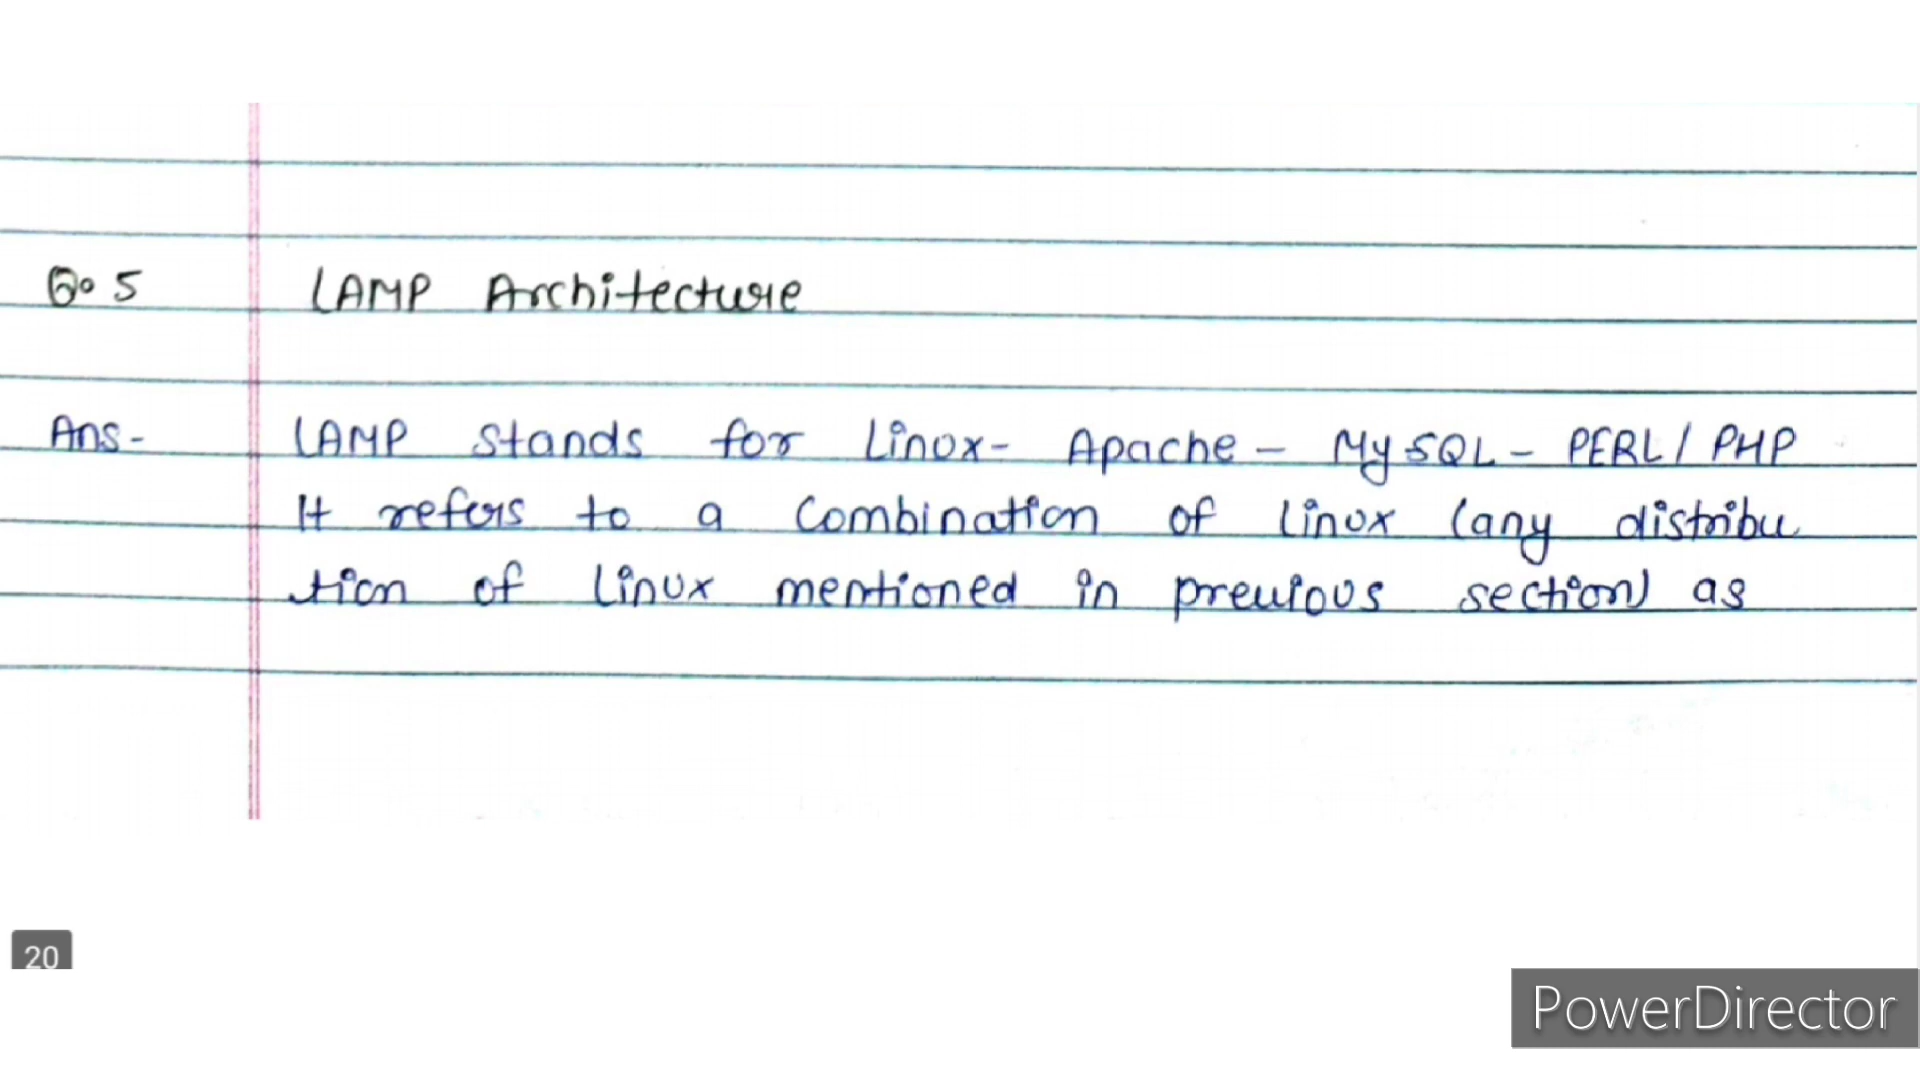 Q. 5 LAMP Architecture
Ans- LAMP stands for Linux- Apache - MySQL - PERL/ PHP
It refers to a combination of Linux (any distribu
tion of Linux mentioned in previous section) as
20
PowerDirector